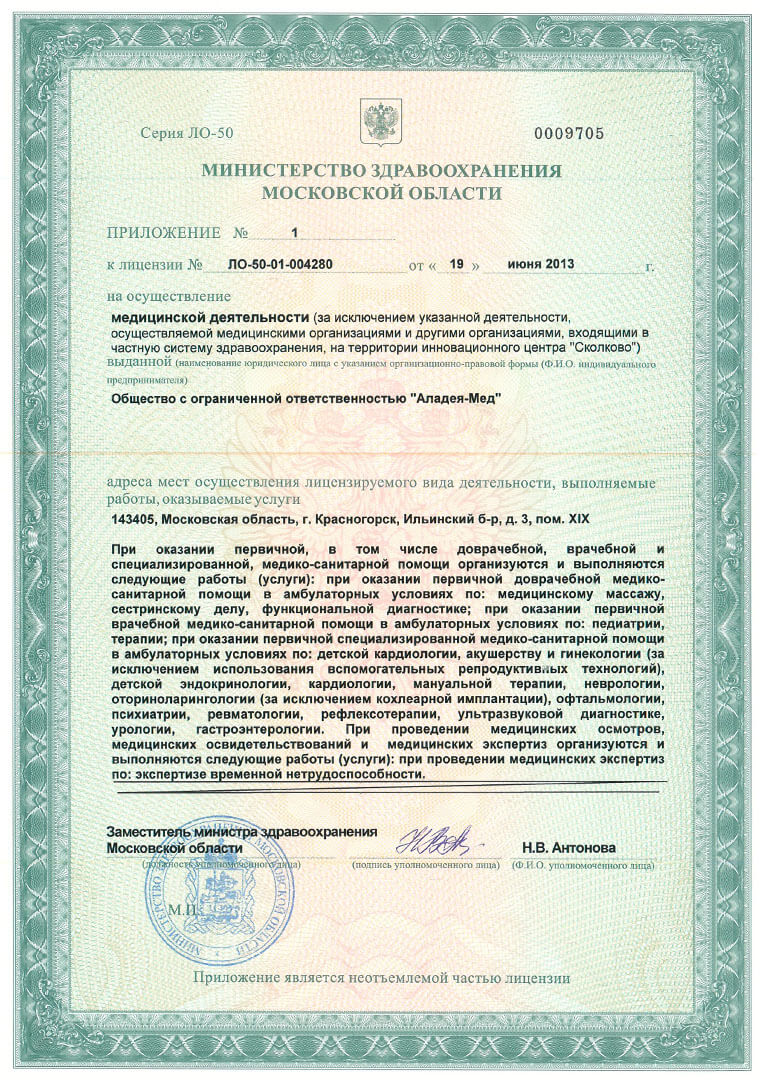 Серия ЛО-50
0009705
МИНИСТЕРСТВО ЗДРАВООХРАНЕНИЯ
МОСКОВСКОЙ ОБЛАСТИ
ПРИЛОЖЕНИЕ № 1
к лицензии № ЛО-50-01-004280 от « 19 » июня 2013 г.
на осуществление
медицинской деятельности (за исключением указанной деятельности,
осуществляемой медицинскими организациями и другими организациями, входящими в
частную систему здравоохранения, на территории инновационного центра "Сколково")
выданной (наименование юридического лица с указанием организационно-правовой формы (Ф.И.О. индивидуального
предпринимателя)
Общество с ограниченной ответственностью "Аладея-Мед"
адреса мест осуществления лицензируемого вида деятельности, выполняемые
работы, оказываемые услуги
143405, Московская область, г. Красногорск, Ильинский б-р, д. 3, пом. XIX
При оказании первичной, в том числе доврачебной, врачебной и
специализированной, медико-санитарной помощи организуются и выполняются
следующие работы (услуги): при оказании первичной доврачебной медико-
санитарной помощи в амбулаторных условиях по: медицинскому массажу,
сестринскому делу, функциональной диагностике; при оказании первичной
врачебной медико-санитарной помощи в амбулаторных условиях по: педиатрии,
терапии; при оказании первичной специализированной медико-санитарной помощи
в амбулаторных условиях по: детской кардиологии, акушерству и гинекологии (за
исключением использования вспомогательных репродуктивных технологий),
детской эндокринологии, кардиологии, мануальной терапии, неврологии,
оториноларингологии (за исключением кохлеарной имплантации), офтальмологии,
психиатрии, ревматологии, рефлексотерапии, ультразвуковой диагностике,
урологии, гастроэнтерологии. При проведении медицинских осмотров,
медицинских освидетельствований и медицинских экспертиз организуются и
выполняются следующие работы (услуги): при проведении медицинских экспертиз
по: экспертизе временной нетрудоспособности.
Заместитель министра здравоохранения
Московской области
Н.В. Антонова
(должность уполномоченного лица)
(подпись уполномоченного лица)
(Ф.И.О. уполномоченного лица)
М.П.
МИНИСТЕРСТВО ЗДРАВООХРАНЕНИЯ МОСКОВСКОЙ ОБЛАСТИ
Приложение является неотъемлемой частью лицензии